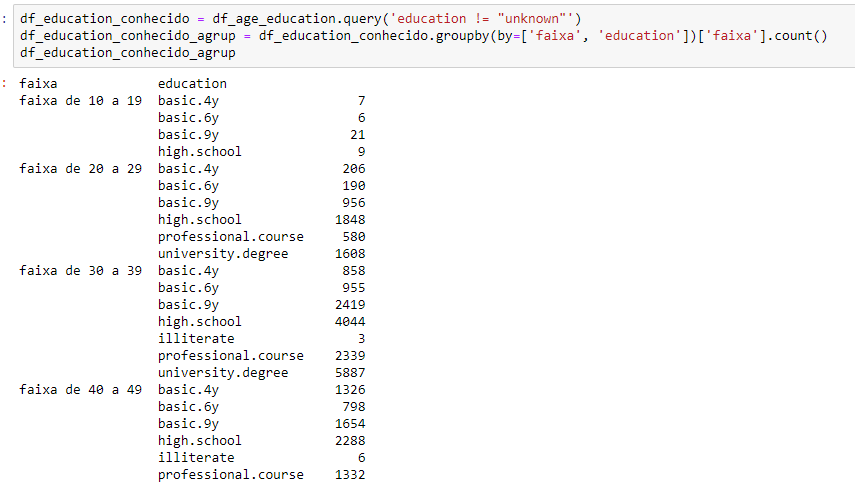 : df_education_conhecido = df_age_education.query('education != "unknown"')
df_education_conhecido_agrup = df_education_conhecido.groupby(by=['faixa', 'education'])['faixa'].count()
df_education_conhecido_agrup
: faixa education
faixa de 10 a 19 basic.4y 7
basic.6y 6
basic.9y 21
high.school 9
faixa de 20 a 29 basic.4y 206
basic.6y 190
basic.9y 956
high.school 1848
professional.course 580
university.degree 1608
faixa de 30 a 39 basic.4y 858
basic.6y 955
basic.9y 2419
high.school 4044
illiterate 3
professional.course 2339
university.degree 5887
faixa de 40 a 49 basic.4y 1326
basic.6y 798
basic.9y 1654
high.school 2288
illiterate 6
professional.course 1332